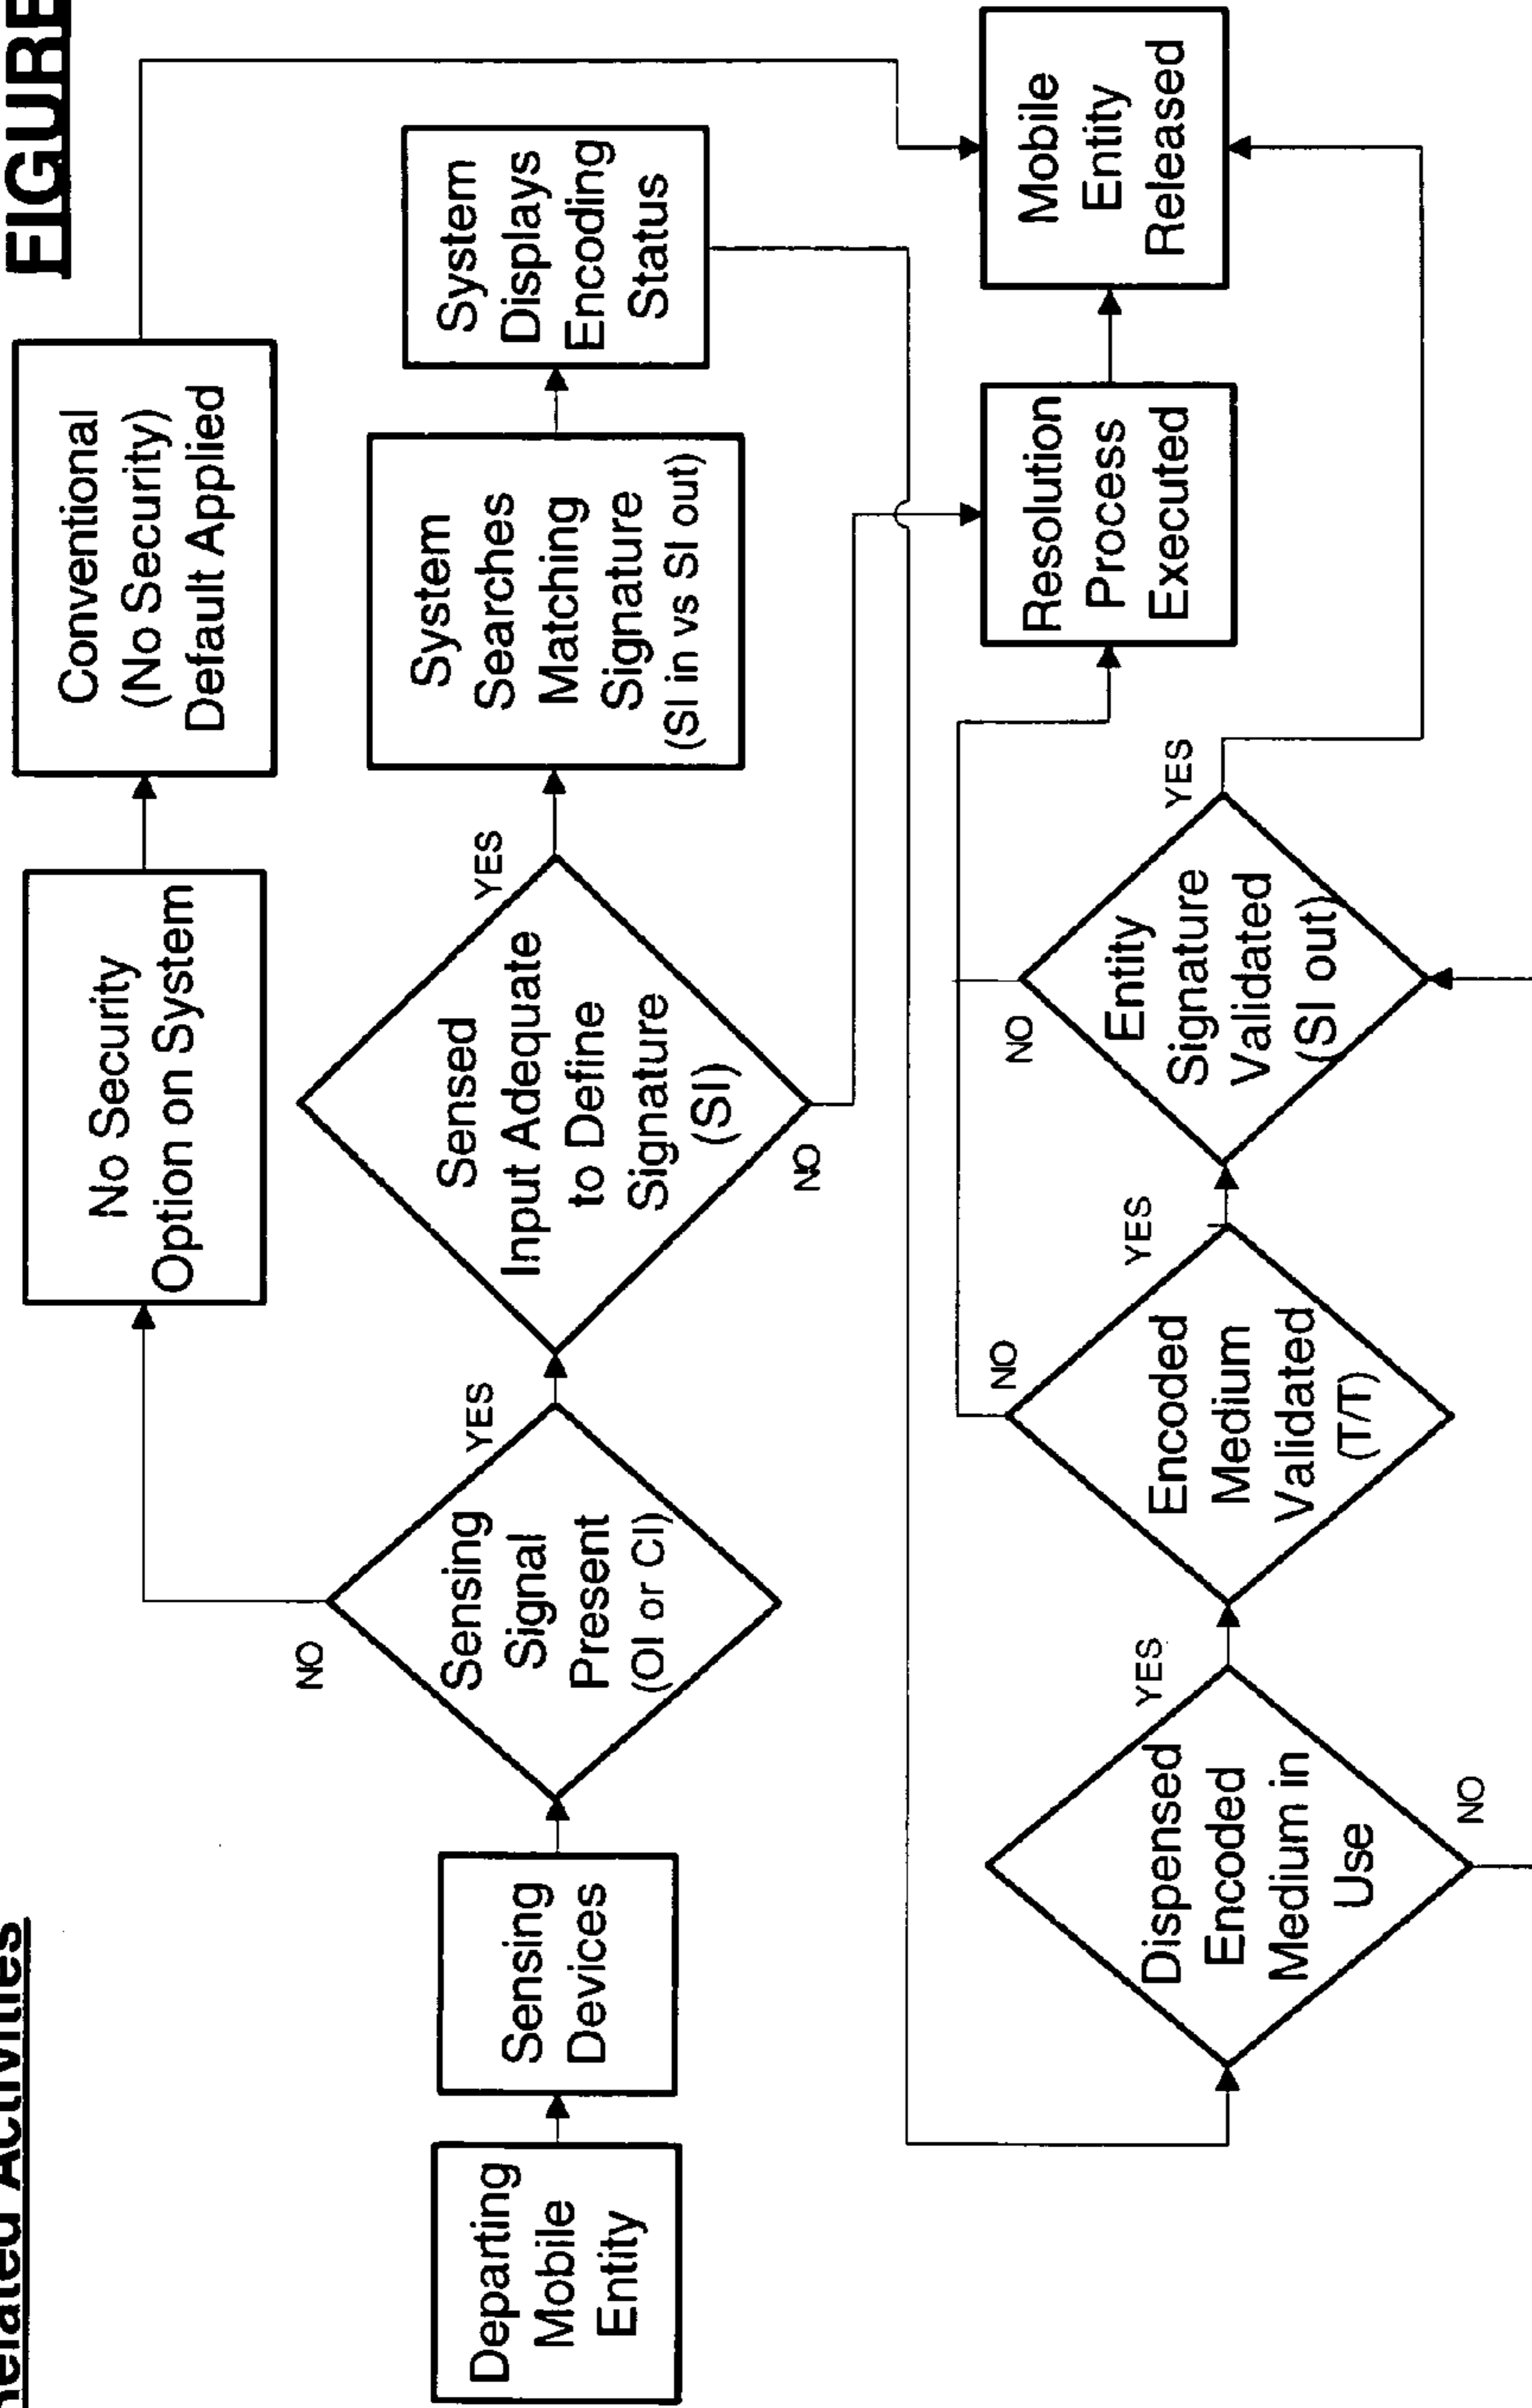 Related Activities
FIGURE
No Security
Option on System
Conventional
(No Security)
Default Applied
Departing
Mobile
Entity
Sensing
Devices
Sensing
Signal
Present
(OI or CI)
NO
YES
Sensed
Input Adequate
to Define
Signature
(SI)
YES
NO
System
Searches
Matching
Signature
(SI in vs SI out)
System
Displays
Encoding
Status
Dispensed
Encoded
Medium in
Use
YES
NO
Encoded
Medium
Validated
(T/T)
NO
YES
Entity
Signature
Validated
(SI out)
NO
YES
Resolution
Process
Executed
Mobile
Entity
Released